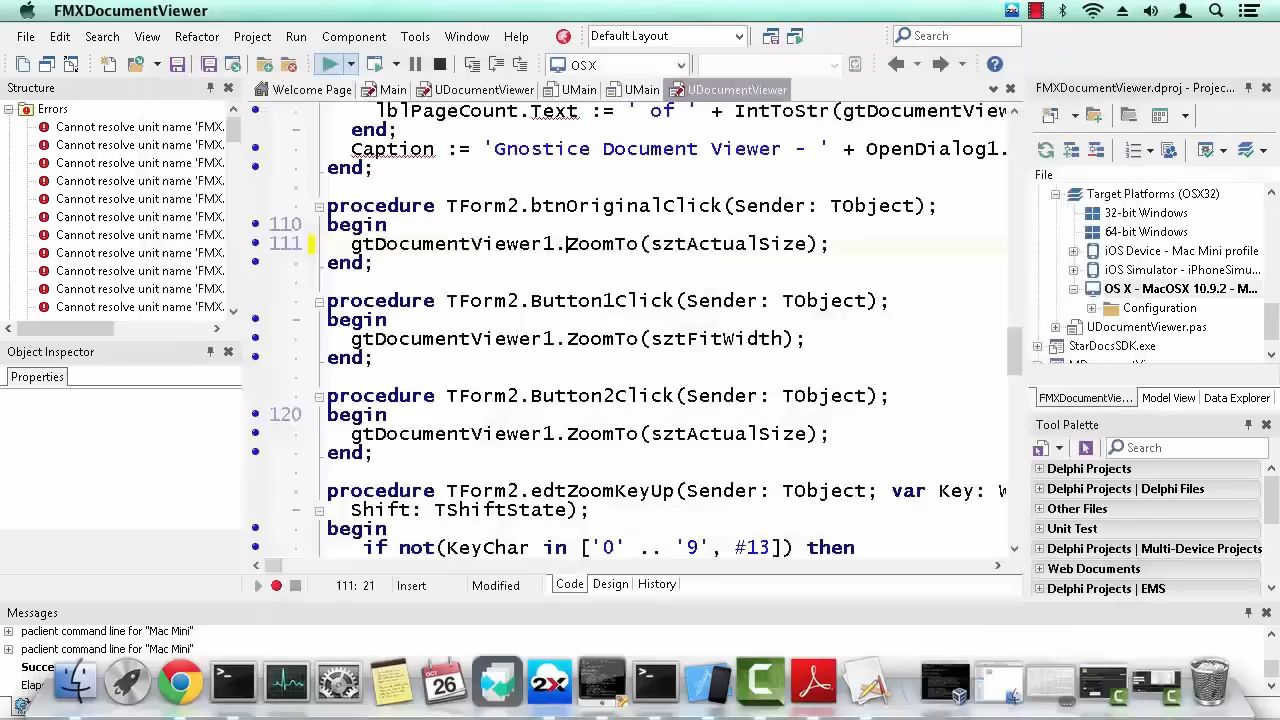 FMXDocumentViewer
File Edit Search View Refactor Project Run Component Tools Window Help
Default Layout
Search
OSX
Structure
Errors
Cannot resolve unit name 'FMX.
Cannot resolve unit name 'FMX.
Cannot resolve unit name 'FMX.
Cannot resolve unit name 'FMX.
Cannot resolve unit name 'FMX.
Cannot resolve unit name 'FMX.
Cannot resolve unit name 'FMX.
Cannot resolve unit name 'FMX.
Cannot resolve unit name 'FMX.
Cannot resolve unit name 'FMX.
Cannot resolve unit name 'FMX.
Object Inspector
Properties
Welcome Page Main UDocumentViewer UMain UMain UDocumentViewer
lblPageCount.Text := ' of ' + IntToStr(gtDocumentView
end;
Caption := 'Gnostice Document Viewer - ' + OpenDialog1.
end;
procedure TForm2.btnOriginalClick(Sender: TObject);
110 begin
111 gtDocumentViewer1.ZoomTo(sztActualSize);
end;
procedure TForm2.Button1Click(Sender: TObject);
begin
gtDocumentViewer1.ZoomTo(sztFitWidth);
end;
procedure TForm2.Button2Click(Sender: TObject);
120 begin
gtDocumentViewer1.ZoomTo(sztActualSize);
end;
procedure TForm2.edtZoomKeyUp(Sender: TObject; var Key: W
Shift: TShiftState);
begin
if not(KeyChar in ['0' .. '9', #13]) then
111: 21 Insert Modified Code Design History
FMXDocumentViewer.dproj - Projec...
File
Target Platforms (OS32)
32-bit Windows
64-bit Windows
iOS Device - Mac Mini profile
iOS Simulator - iPhoneSimu...
OS X - MacOSX 10.9.2 - M...
Configuration
UDocumentViewer.pas
StarDocsSDK.exe
FMXDocumentVie... Model View Data Explorer
Tool Palette
Search
Delphi Projects
Delphi Projects | Delphi Files
Other Files
Unit Test
Delphi Projects | Multi-Device Projects
Web Documents
Delphi Projects | EMS
Messages
paclient command line for "Mac Mini"
paclient command line for "Mac Mini"
Succe
OCT
26
2X